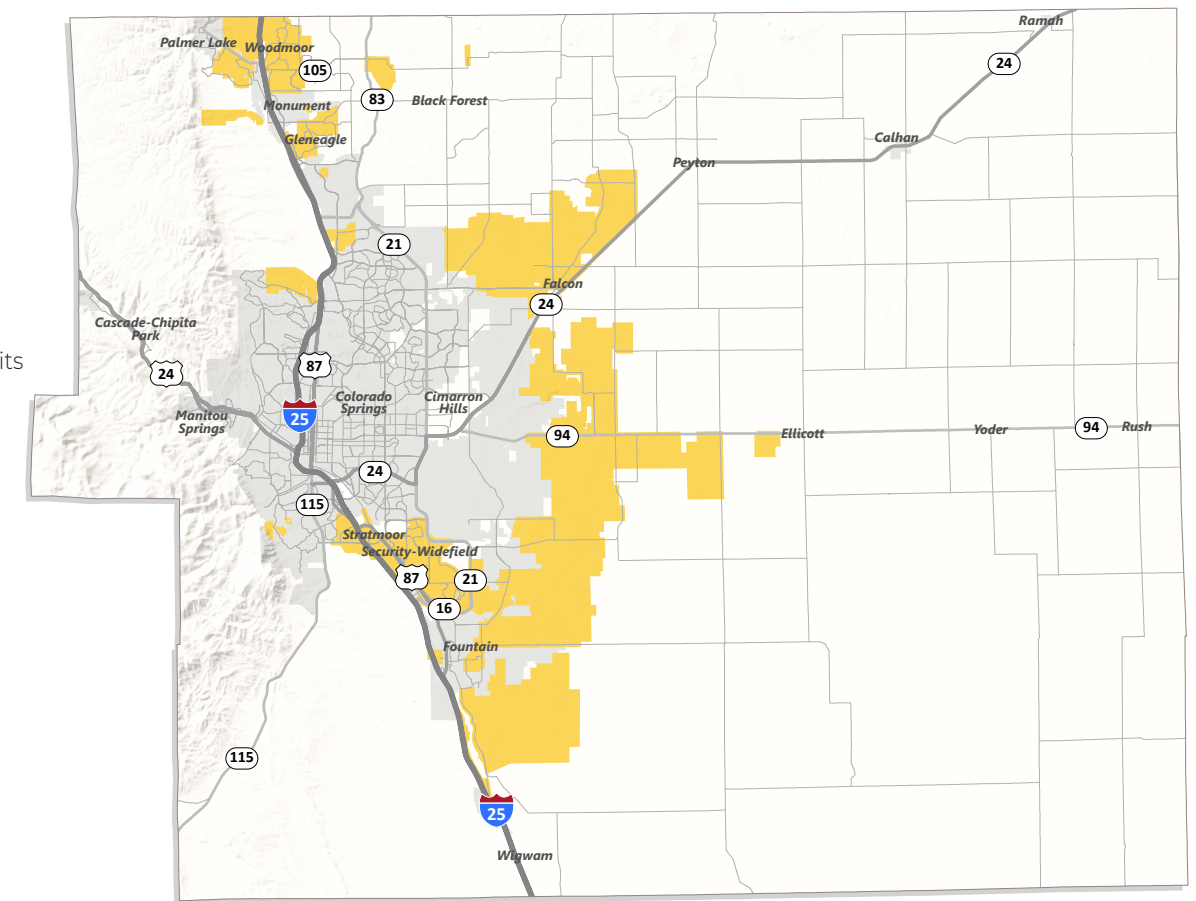 Ramah
Palmer Lake
Woodmoor
24
105
83
Black Forest
Monument
Gleneagle
Calhan
Peyton
21
Falcon
24
Cascade-Chipita
Park
its
87
24
Colorado
Springs
Cimarron
Hills
Manitou
Springs
25
94
Ellicott
Yoder
94
Rush
24
115
Stratmoor
Security-Widefield
87
21
16
Fountain
115
25
Wigwam